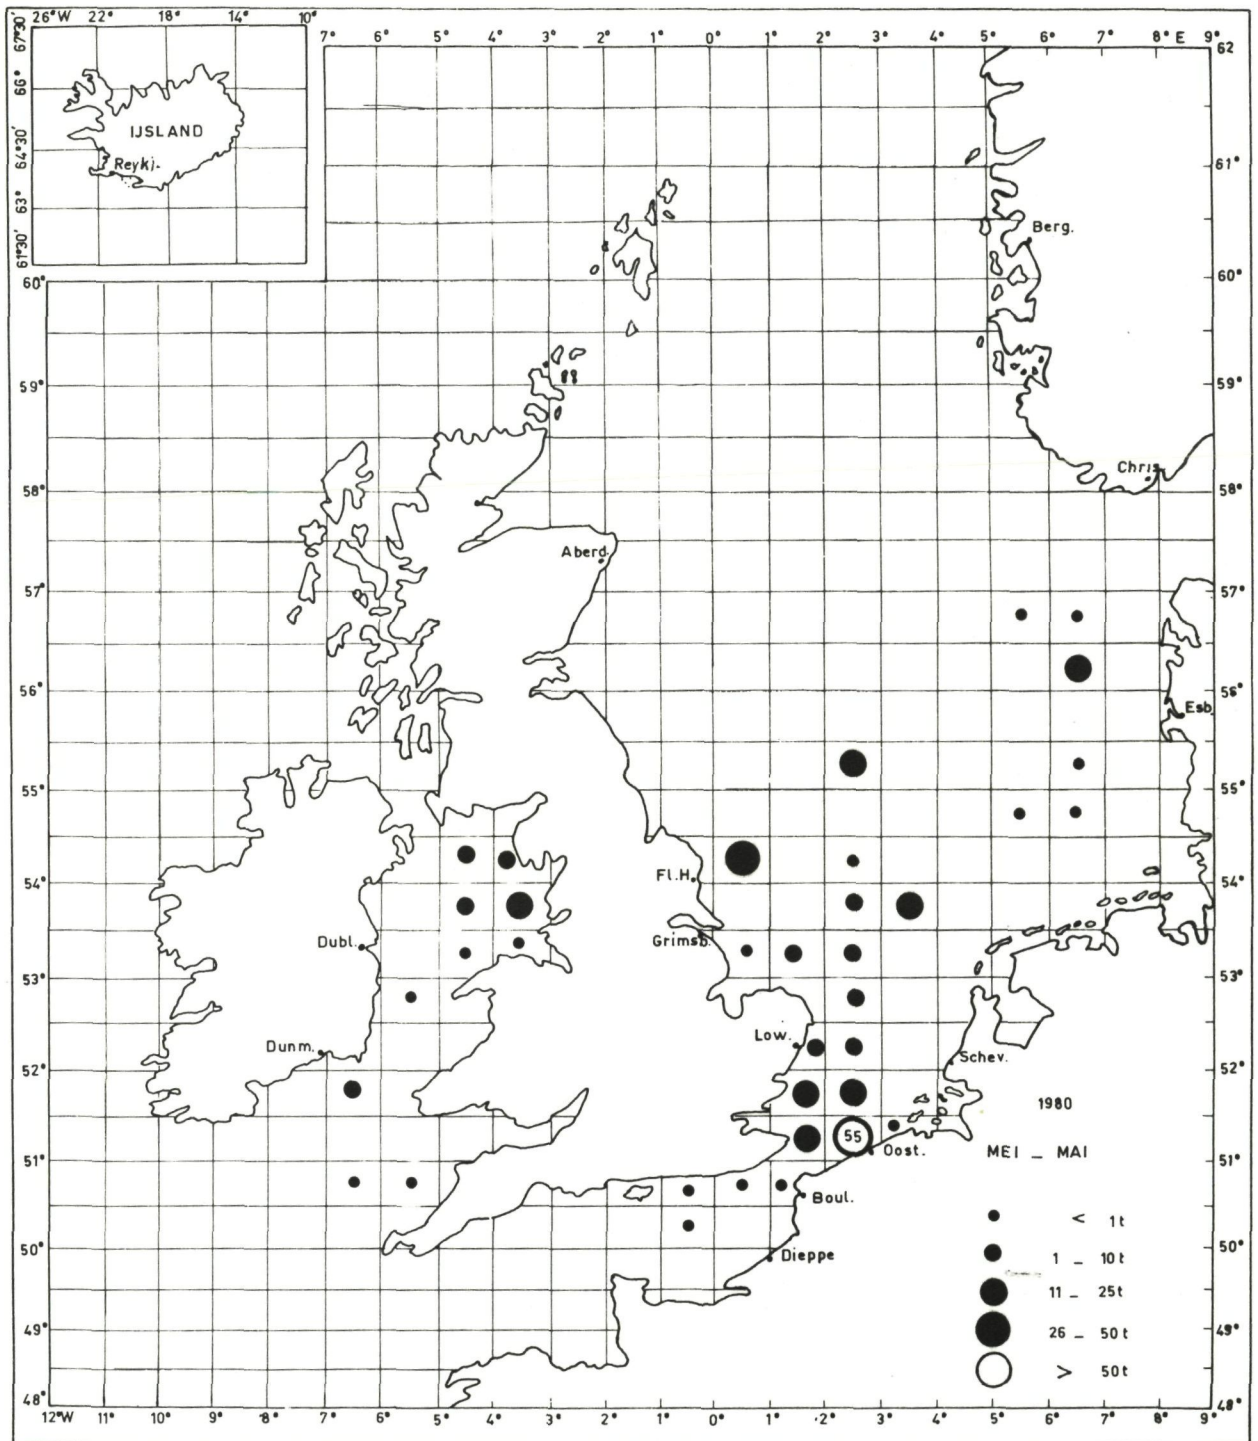 26°W 22° 18° 14° 10°
67°30'
66°
64°30'
63°
61°30'
IJSLAND
Reykj.
7° 6° 5° 4° 3° 2° 1° 0° 1° 2° 3° 4° 5° 6° 7° 8° E 9°
62
61°
60°
59°
58°
57°
56°
55°
54°
53°
52°
51°
50°
49°
48°
60°
59°
58°
57°
56°
55°
54°
53°
52°
51°
50°
49°
48°
Berg.
Chris
Aberd.
Esb
Fl.H.
Dubl.
Grimsb.
Low.
Dunm.
Schev.
55
Oost.
Boul.
Dieppe
1980
MEI _ MAI
< 1t
1 _ 10t
11 _ 25t
26 _ 50t
> 50t
12°W 11° 10° 9° 8° 7° 6° 5° 4° 3° 2° 1° 0° 1° 2° 3° 4° 5° 6° 7° 8° 9°